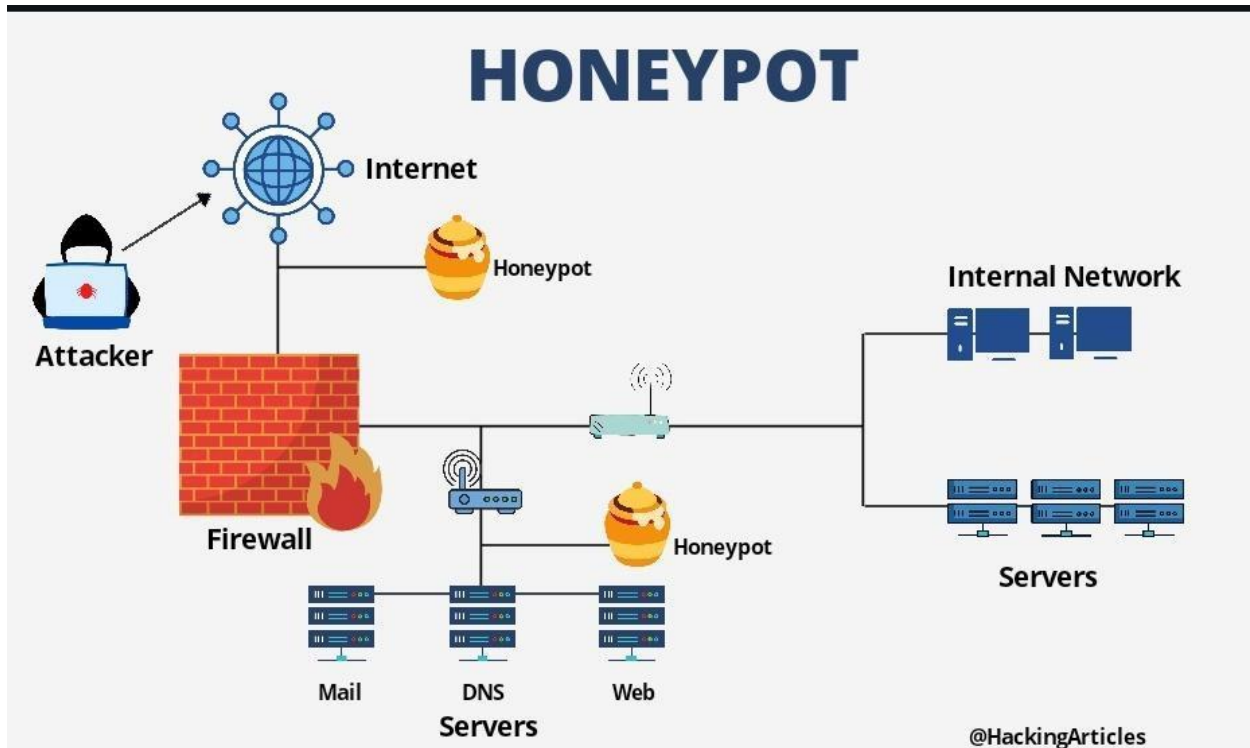 HONEYPOT
Internet
Honeypot
Attacker
Internal Network
Firewall
Honeypot
Servers
Mail
DNS
Web
Servers
@HackingArticles